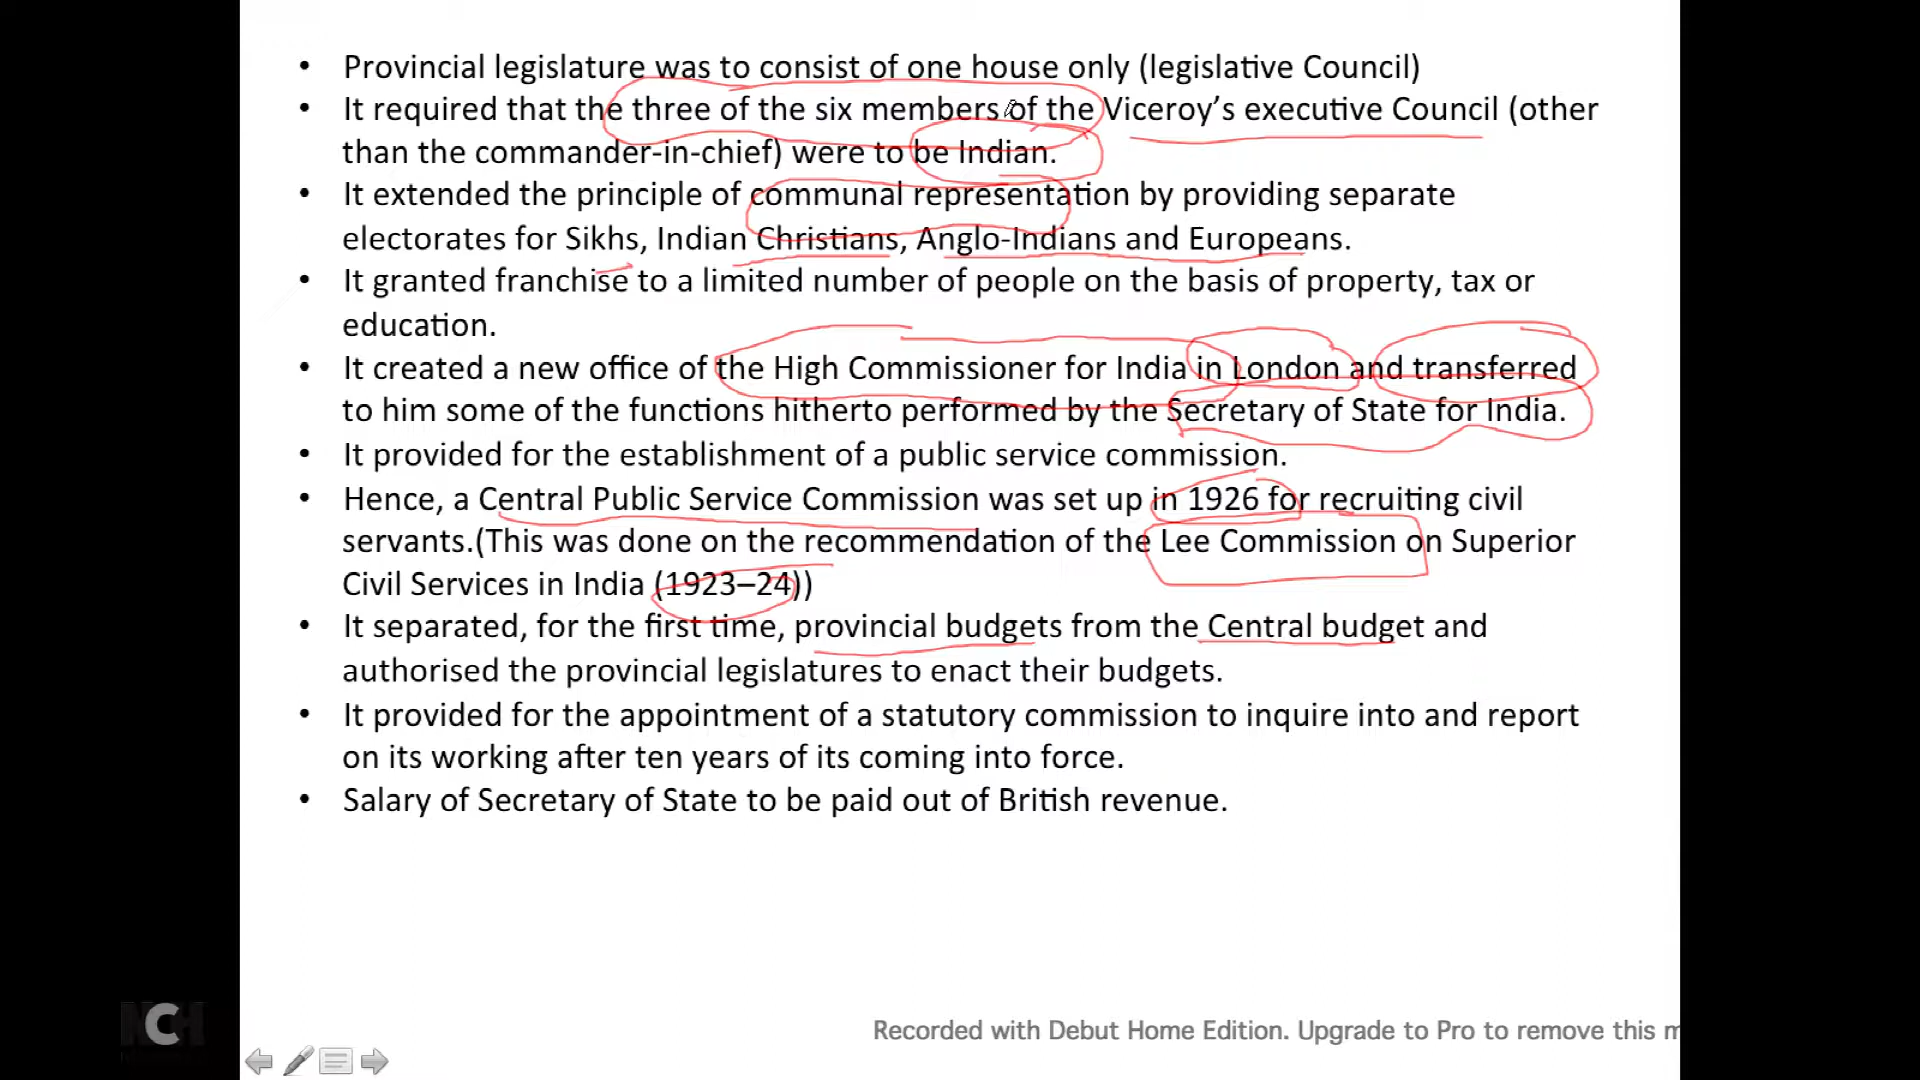 • Provincial legislature was to consist of one house only (legislative Council)
• It required that the three of the six members of the Viceroy’s executive Council (other
than the commander-in-chief) were to be Indian.
• It extended the principle of communal representation by providing separate
electorates for Sikhs, Indian Christians, Anglo-Indians and Europeans.
• It granted franchise to a limited number of people on the basis of property, tax or
education.
• It created a new office of the High Commissioner for India in London and transferred
to him some of the functions hitherto performed by the Secretary of State for India.
• It provided for the establishment of a public service commission.
• Hence, a Central Public Service Commission was set up in 1926 for recruiting civil
servants.(This was done on the recommendation of the Lee Commission on Superior
Civil Services in India (1923–24))
• It separated, for the first time, provincial budgets from the Central budget and
authorised the provincial legislatures to enact their budgets.
• It provided for the appointment of a statutory commission to inquire into and report
on its working after ten years of its coming into force.
• Salary of Secretary of State to be paid out of British revenue.
NCH
Recorded with Debut Home Edition. Upgrade to Pro to remove this m